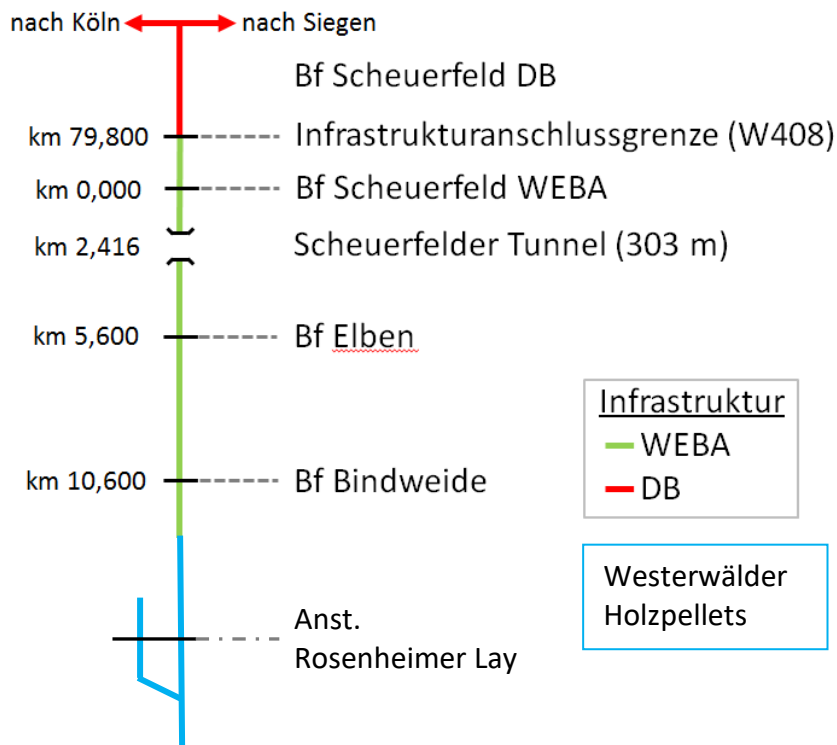 nach Köln nach Siegen
Bf Scheuerfeld DB
km 79,800 Infrastrukturanschlussgrenze (W408)
km 0,000 Bf Scheuerfeld WEBA
km 2,416 Scheuerfelder Tunnel (303 m)
km 5,600 Bf Elben
Infrastruktur
WEBA
DB
km 10,600 Bf Bindweide
Westerwälder
Holzpellets
Anst.
Rosenheimer Lay